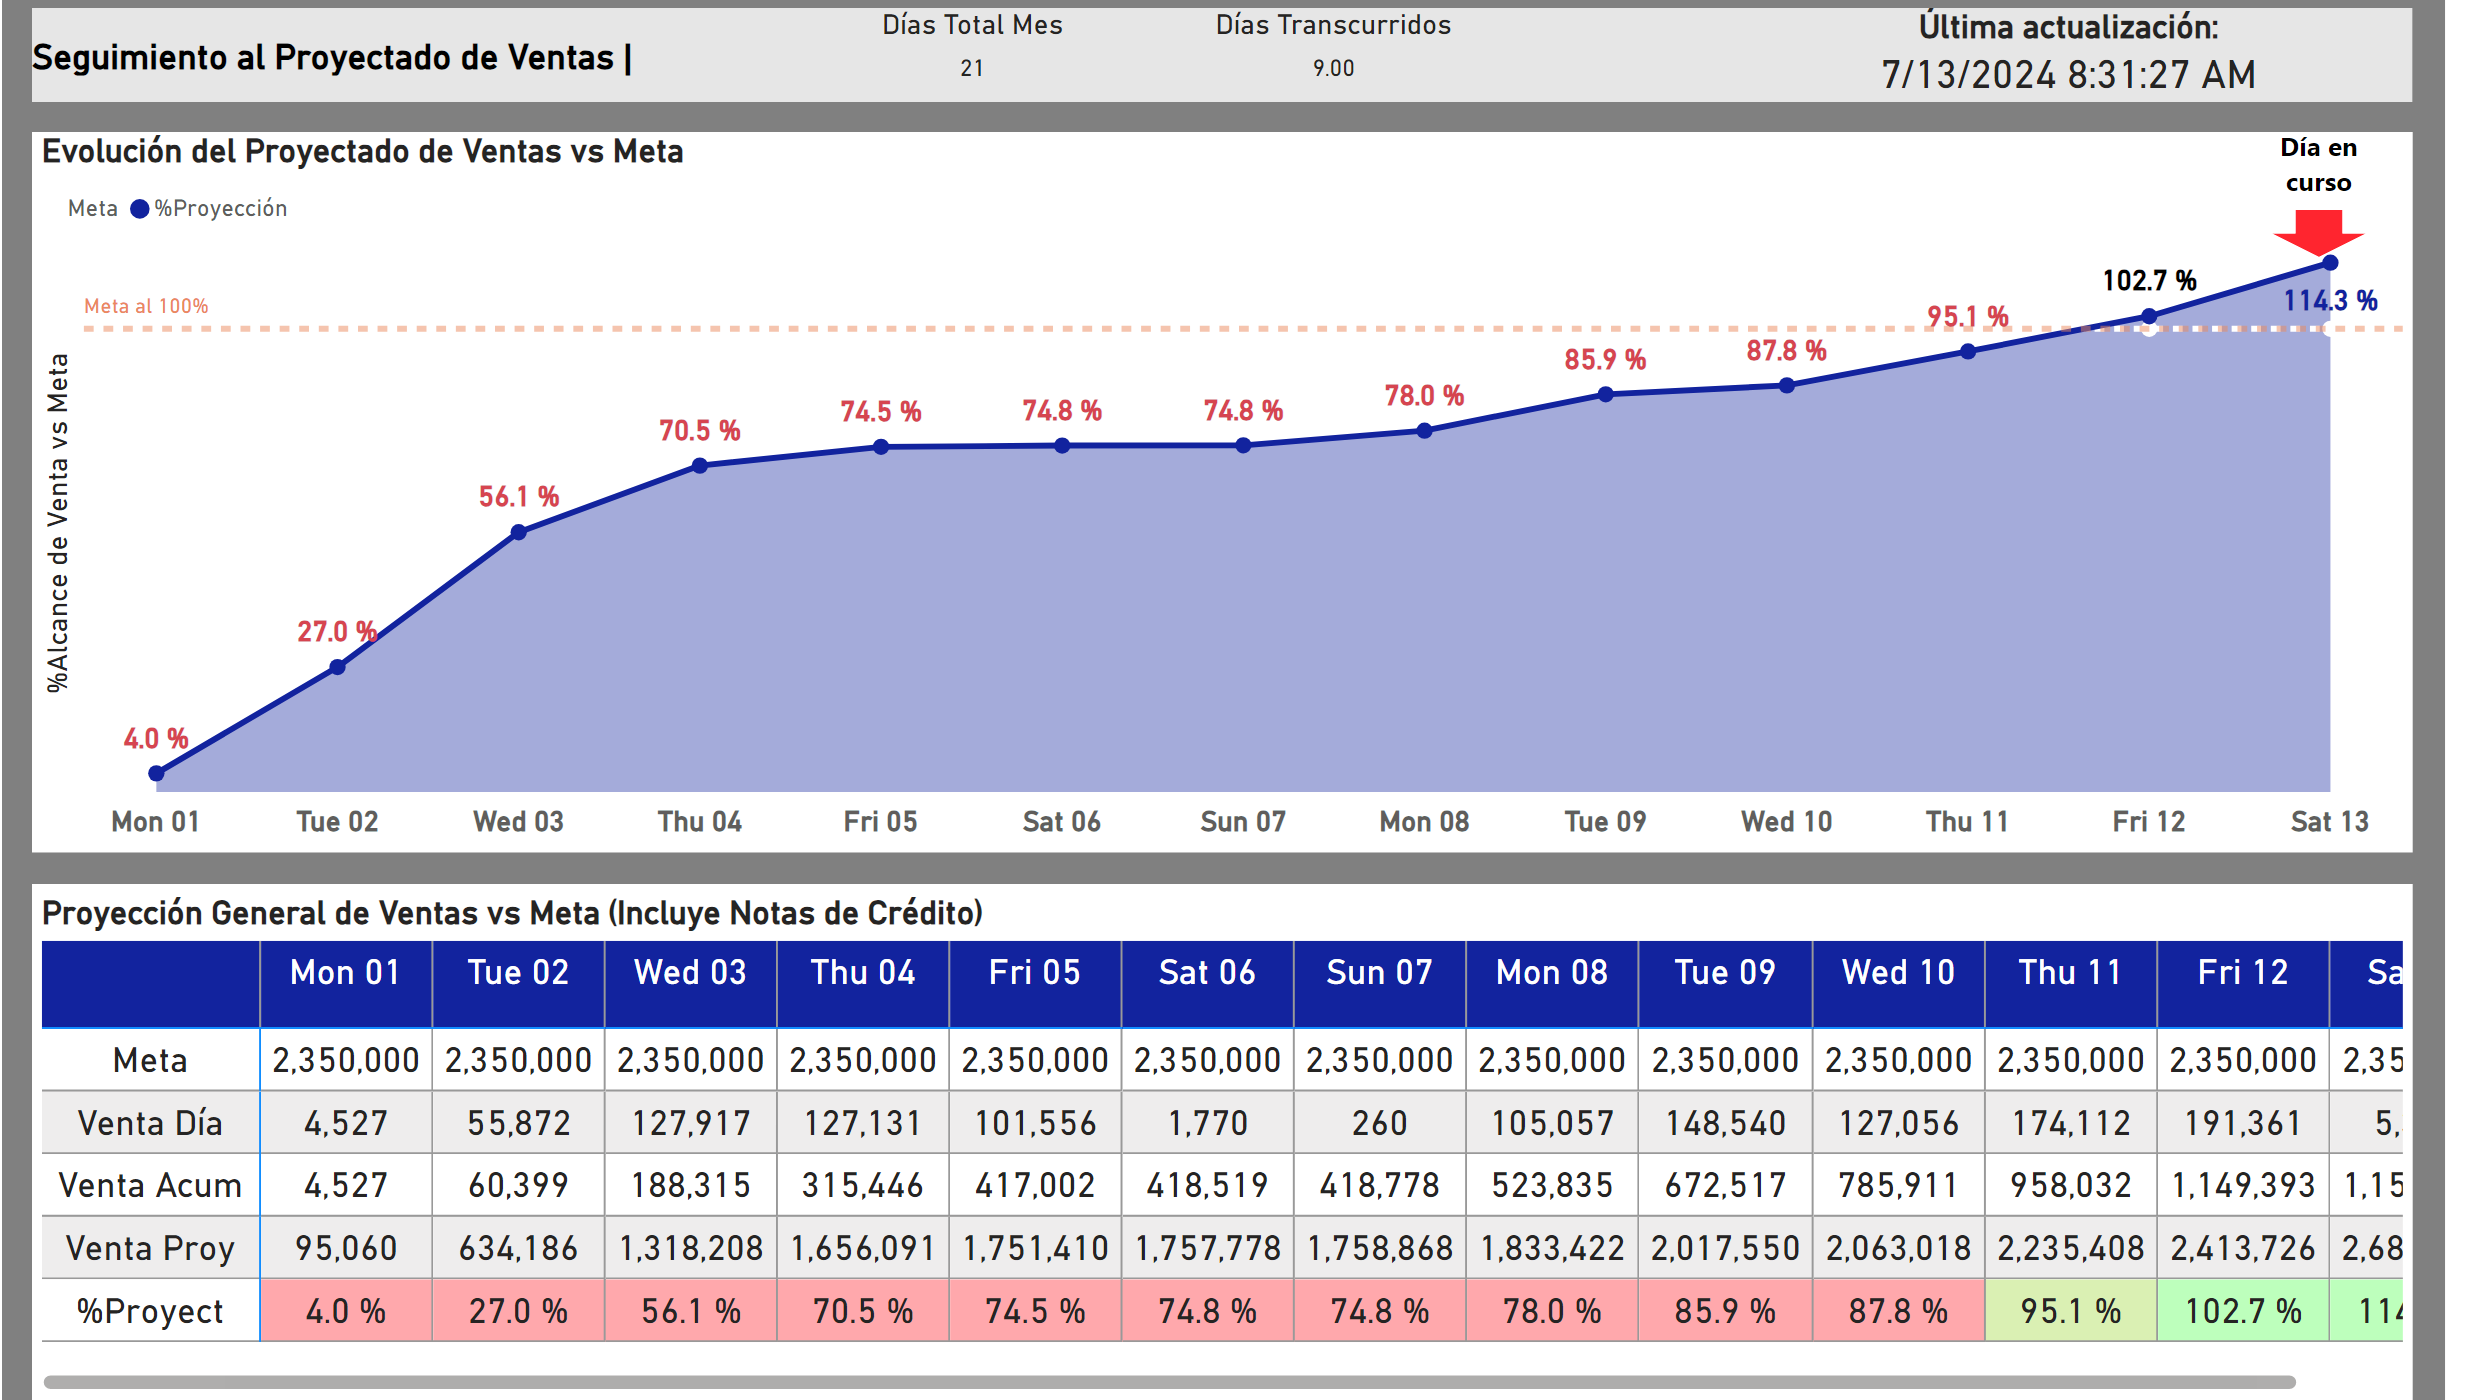 Seguimiento al Proyectado de Ventas |
Días Total Mes
21
Días Transcurridos
9.00
Última actualización:
7/13/2024 8:31:27 AM
Evolución del Proyectado de Ventas vs Meta
Meta %Proyección
Día en
curso
Meta al 100%
%Alcance de Venta vs Meta
4.0 %
27.0 %
56.1 %
70.5 %
74.5 %
74.8 %
74.8 %
78.0 %
85.9 %
87.8 %
95.1 %
102.7 %
114.3 %
Mon 01 Tue 02 Wed 03 Thu 04 Fri 05 Sat 06 Sun 07 Mon 08 Tue 09 Wed 10 Thu 11 Fri 12 Sat 13
Proyección General de Ventas vs Meta (Incluye Notas de Crédito)
Mon 01 Tue 02 Wed 03 Thu 04 Fri 05 Sat 06 Sun 07 Mon 08 Tue 09 Wed 10 Thu 11 Fri 12 Sa
Meta 2,350,000 2,350,000 2,350,000 2,350,000 2,350,000 2,350,000 2,350,000 2,350,000 2,350,000 2,350,000 2,350,000 2,350,000 2,35
Venta Día 4,527 55,872 127,917 127,131 101,556 1,770 260 105,057 148,540 127,056 174,112 191,361 5,
Venta Acum 4,527 60,399 188,315 315,446 417,002 418,519 418,778 523,835 672,517 785,911 958,032 1,149,393 1,15
Venta Proy 95,060 634,186 1,318,208 1,656,091 1,751,410 1,757,778 1,758,868 1,833,422 2,017,550 2,063,018 2,235,408 2,413,726 2,68
%Proyect 4.0 % 27.0 % 56.1 % 70.5 % 74.5 % 74.8 % 74.8 % 78.0 % 85.9 % 87.8 % 95.1 % 102.7 % 114